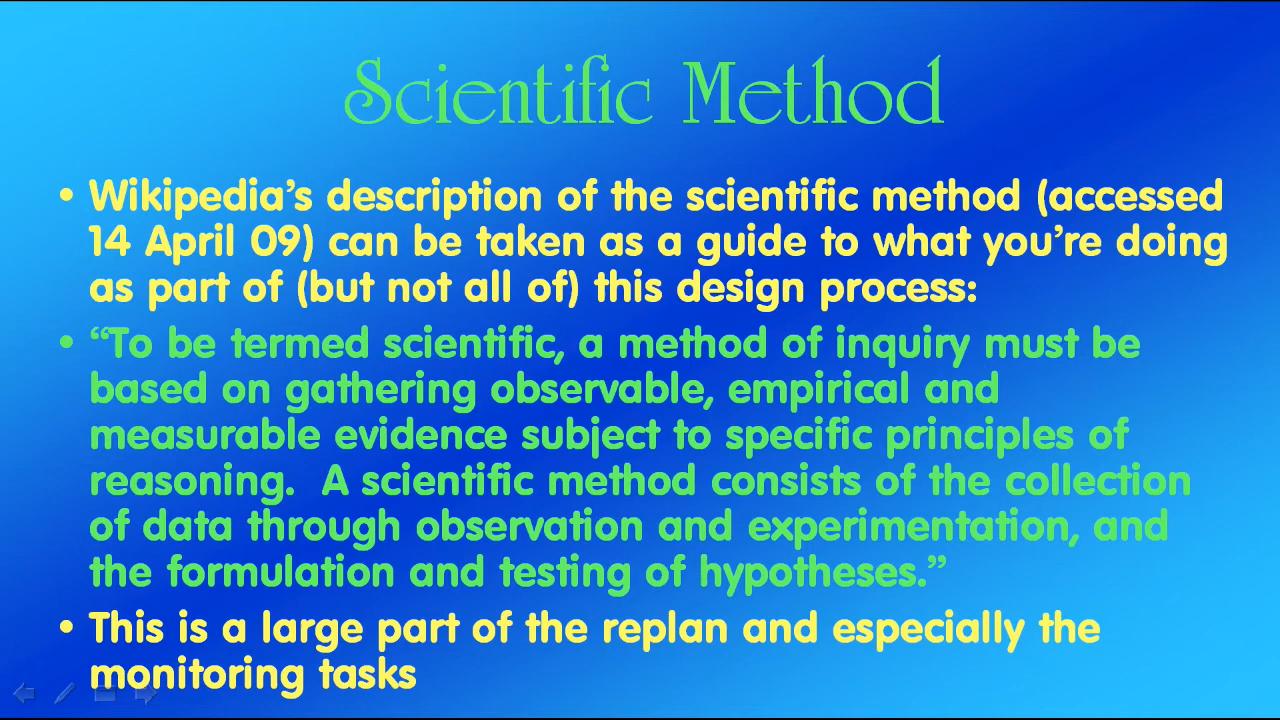 Scientific Method
• Wikipedia’s description of the scientific method (accessed
14 April 09) can be taken as a guide to what you’re doing
as part of (but not all of) this design process:
• “To be termed scientific, a method of inquiry must be
based on gathering observable, empirical and
measurable evidence subject to specific principles of
reasoning.  A scientific method consists of the collection
of data through observation and experimentation, and
the formulation and testing of hypotheses.”
• This is a large part of the replan and especially the
monitoring tasks